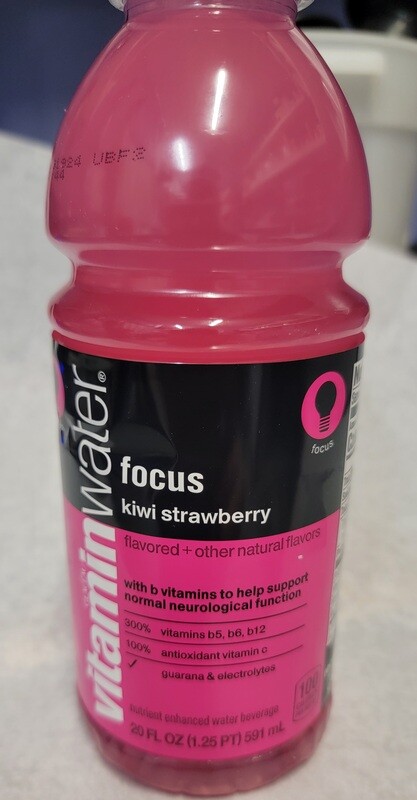 1924 UBF2
vitaminwater®
focus
kiwi strawberry
flavored + other natural flavors
focus
with b vitamins to help support
normal neurological function
300% vitamins b5, b6, b12
100% antioxidant vitamin c
✓ guarana & electrolytes
100
nutrient enhanced water beverage
20 FL OZ (1.25 PT) 591 mL